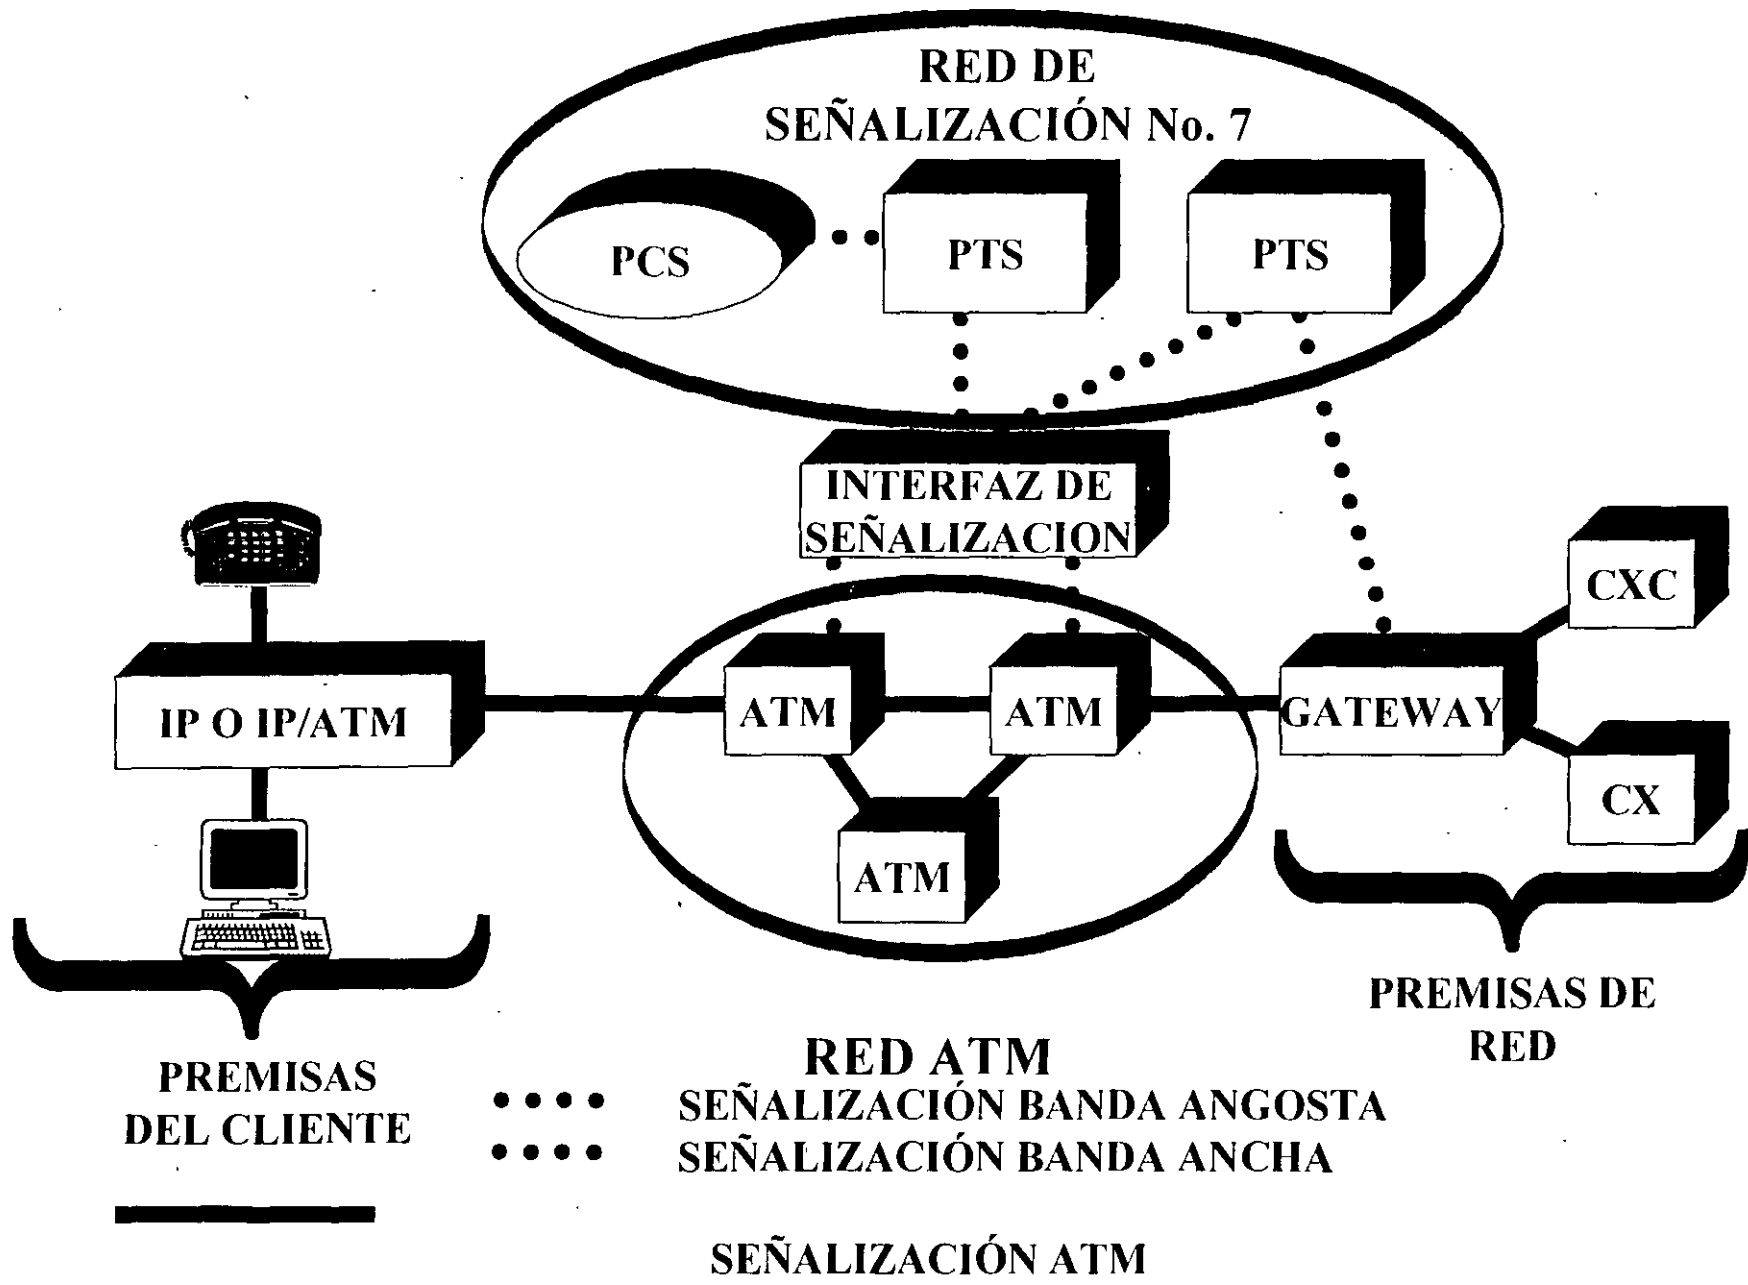 RED DE
SEÑALIZACIÓN No. 7
PCS
PTS
PTS
INTERFAZ DE
SEÑALIZACION
CXC
IP O IP/ATM
ATM
ATM
GATEWAY
CX
ATM
PREMISAS DE
RED
PREMISAS
DEL CLIENTE
RED ATM
SEÑALIZACIÓN BANDA ANGOSTA
SEÑALIZACIÓN BANDA ANCHA
SEÑALIZACIÓN ATM